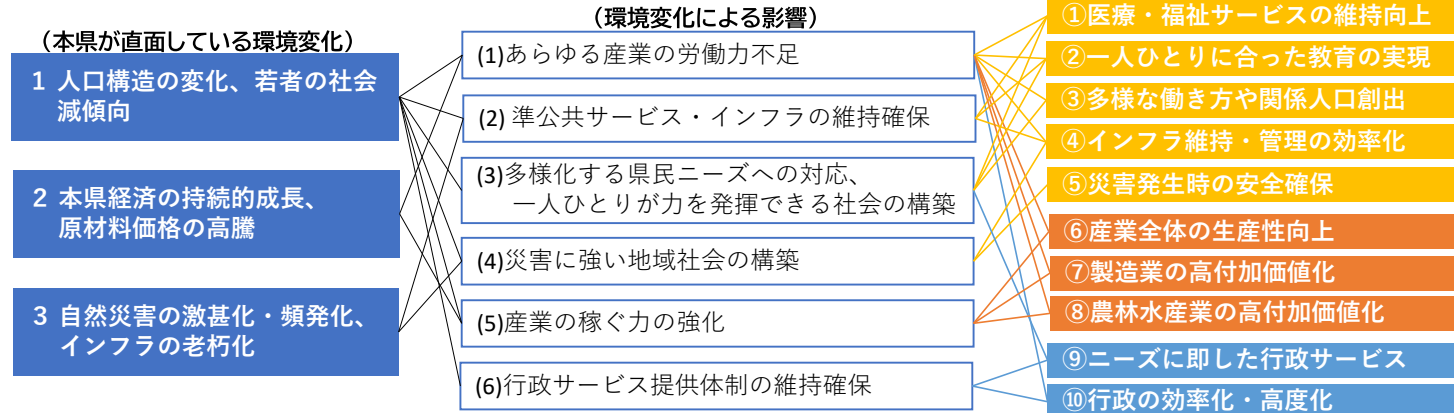 (本県が直面している環境変化)
1 人口構造の変化、若者の社会
減傾向
2 本県経済の持続的成長、
原材料価格の高騰
3 自然災害の激甚化・頻発化、
インフラの老朽化
(環境変化による影響)
(1)あらゆる産業の労働力不足
(2) 準公共サービス・インフラの維持確保
(3)多様化する県民ニーズへの対応、
一人ひとりが力を発揮できる社会の構築
(4)災害に強い地域社会の構築
(5)産業の稼ぐ力の強化
(6)行政サービス提供体制の維持確保
①医療・福祉サービスの維持向上
②一人ひとりに合った教育の実現
③多様な働き方や関係人口創出
④インフラ維持・管理の効率化
⑤災害発生時の安全確保
⑥産業全体の生産性向上
⑦製造業の高付加価値化
⑧農林水産業の高付加価値化
⑨ニーズに即した行政サービス
⑩行政の効率化・高度化